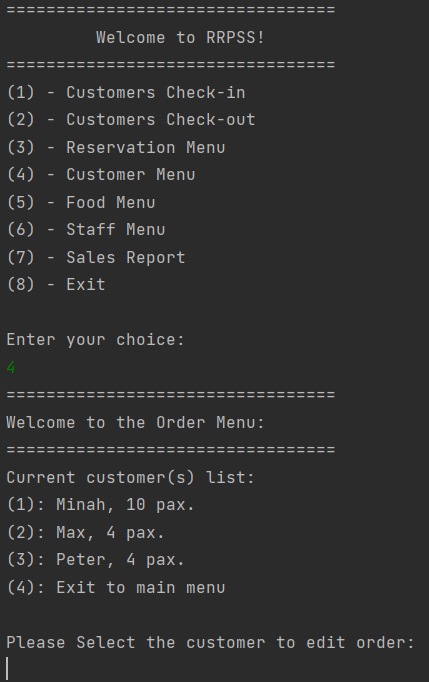 =================================
Welcome to RRPSS!
=================================
(1) - Customers Check-in
(2) - Customers Check-out
(3) - Reservation Menu
(4) - Customer Menu
(5) - Food Menu
(6) - Staff Menu
(7) - Sales Report
(8) - Exit
Enter your choice:
4
=================================
Welcome to the Order Menu:
=================================
Current customer(s) list:
(1): Minah, 10 pax.
(2): Max, 4 pax.
(3): Peter, 4 pax.
(4): Exit to main menu
Please Select the customer to edit order: